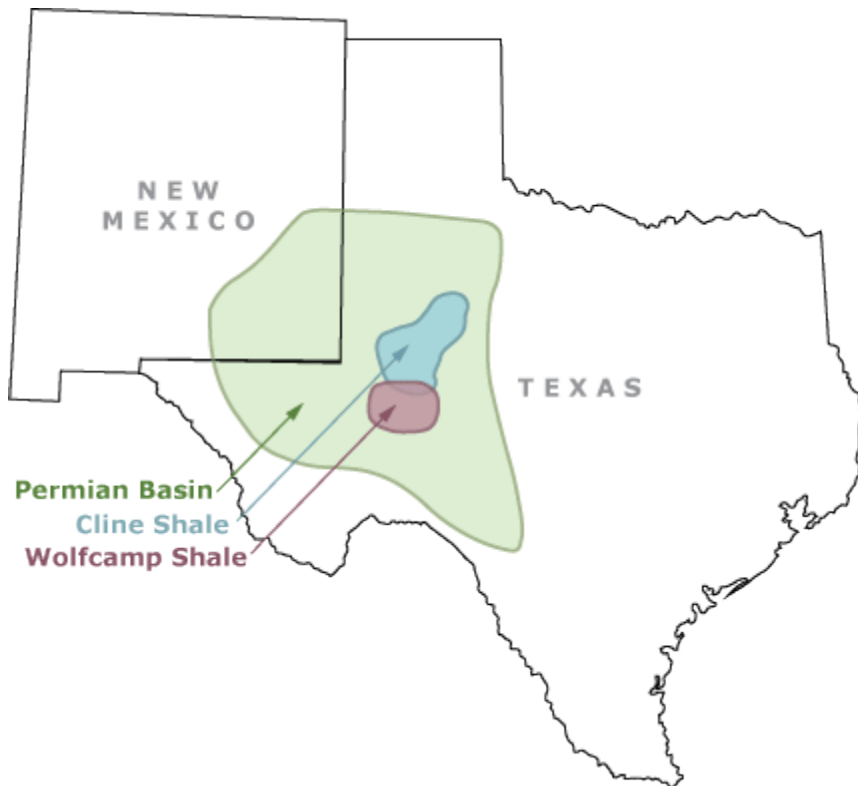 NEW
MEXICO
TEXAS
Permian Basin
Cline Shale
Wolfcamp Shale